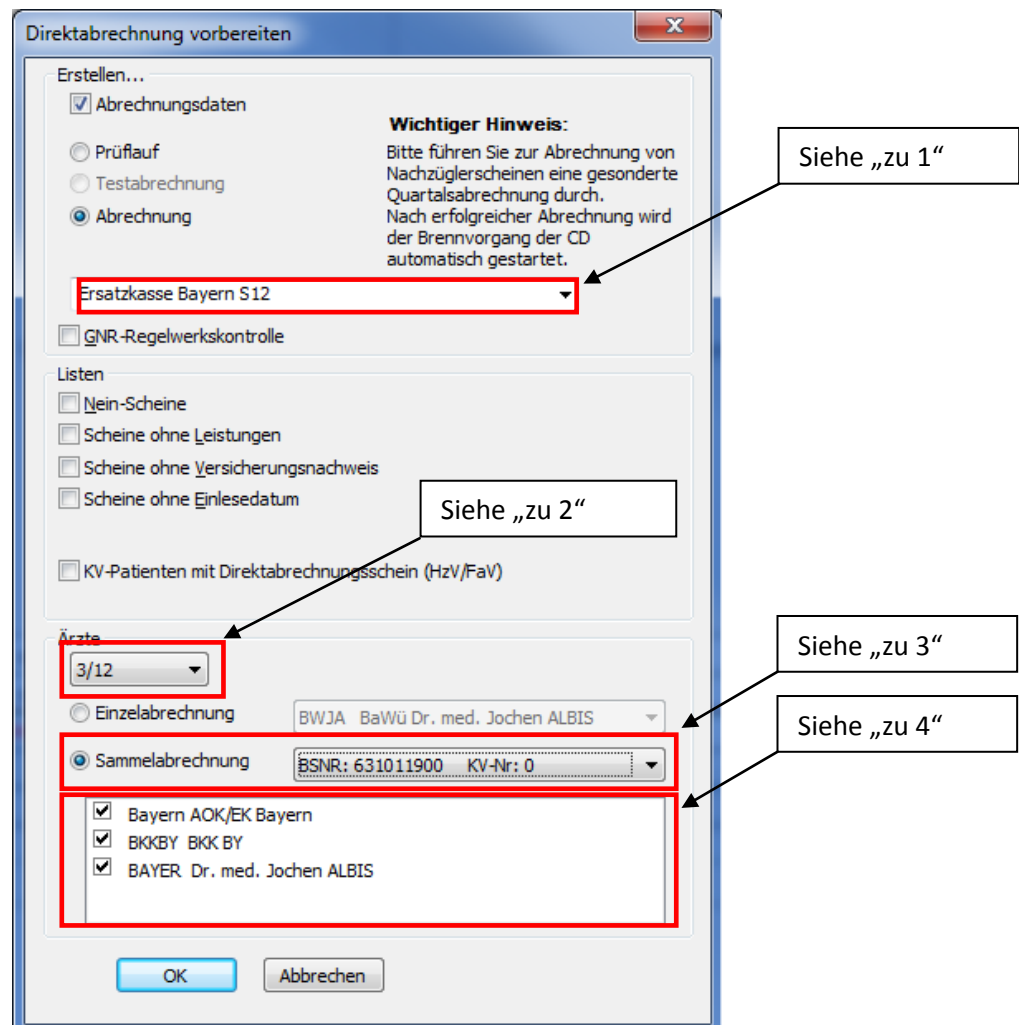 Direktabrechnung vorbereiten
Erstellen...
Abrechnungsdaten
Prüflauf
Testabrechnung
Abrechnung
Wichtiger Hinweis:
Bitte führen Sie zur Abrechnung von
Nachzüglerscheinen eine gesonderte
Quartalsabrechnung durch.
Nach erfolgreicher Abrechnung wird
der Brennvorgang der CD
automatisch gestartet.
Siehe „zu 1“
Ersatzkasse Bayern S12
GNR-Regelwerkskontrolle
Listen
Nein-Scheine
Scheine ohne Leistungen
Scheine ohne Versicherungsnachweis
Scheine ohne Einlesedatum
Siehe „zu 2“
KV-Patienten mit Direktabrechnungsschein (HzV/FaV)
Ärzte
3/12
Siehe „zu 3“
Einzelabrechnung BWJA BaWü Dr. med. Jochen ALBIS
Siehe „zu 4“
Sammelabrechnung BSNR: 631011900 KV-Nr: 0
Bayern AOK/EK Bayern
BKKBY BKK BY
BAYER Dr. med. Jochen ALBIS
OK Abbrechen